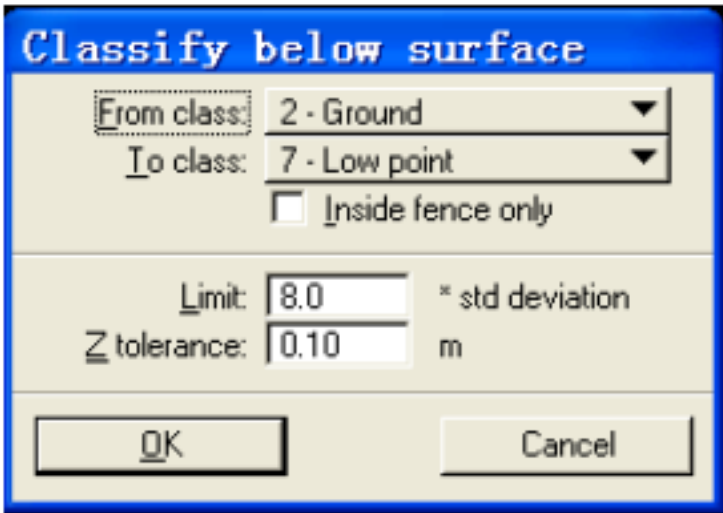 Classify below surface
From class: 2 - Ground
To class: 7 - Low point
Inside fence only
Limit: 8.0 * std deviation
Z tolerance: 0.10 m
OK Cancel